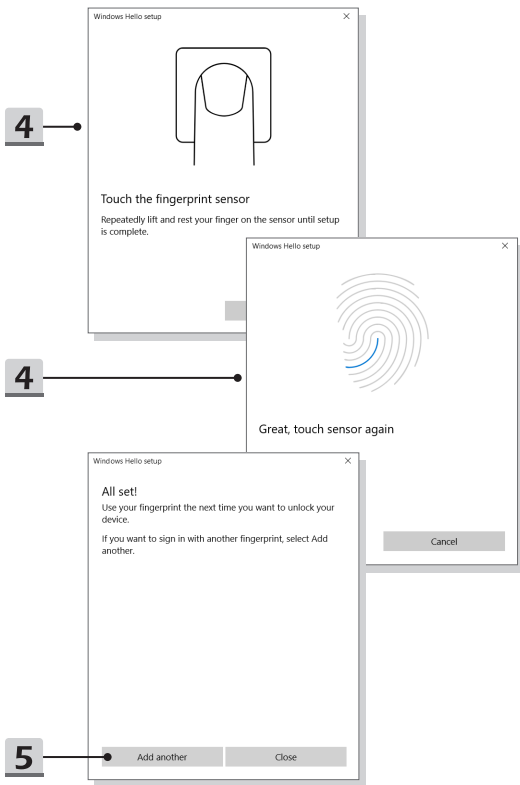 Windows Hello setup
4
Touch the fingerprint sensor
Repeatedly lift and rest your finger on the sensor until setup
is complete.
Windows Hello setup
4
Great, touch sensor again
Cancel
Windows Hello setup
All set!
Use your fingerprint the next time you want to unlock your
device.
If you want to sign in with another fingerprint, select Add
another.
5
Add another
Close